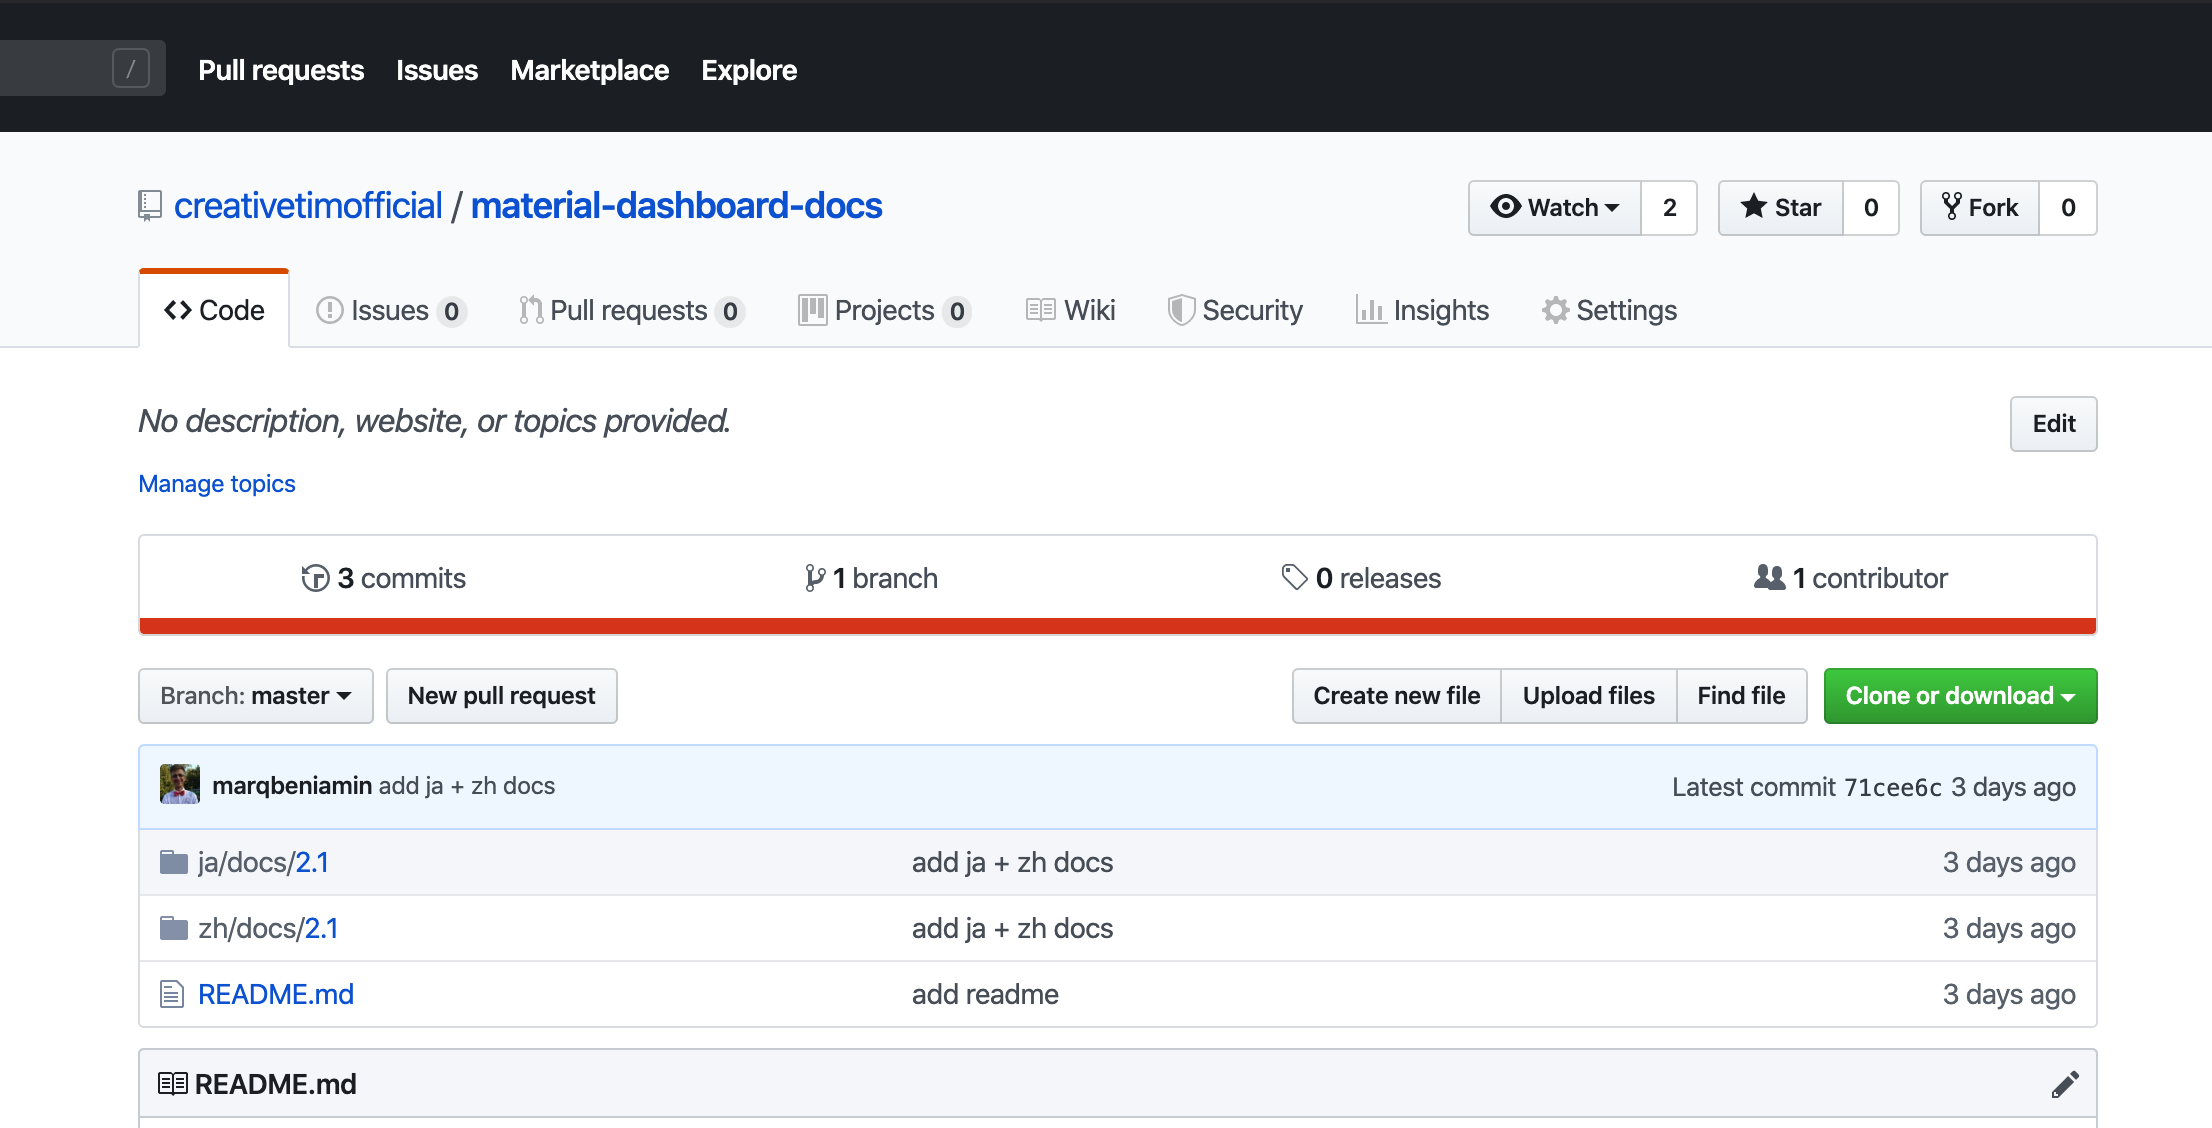 / Pull requests Issues Marketplace Explore
creativetimofficial / material-dashboard-docs Watch 2 Star 0 Fork 0
Code Issues 0 Pull requests 0 Projects 0 Wiki Security Insights Settings
No description, website, or topics provided. Edit
Manage topics
3 commits 1 branch 0 releases 1 contributor
Branch: master New pull request Create new file Upload files Find file Clone or download
marqbeniamin add ja + zh docs Latest commit 71cee6c 3 days ago
ja/docs/2.1 add ja + zh docs 3 days ago
zh/docs/2.1 add ja + zh docs 3 days ago
README.md add readme 3 days ago
README.md